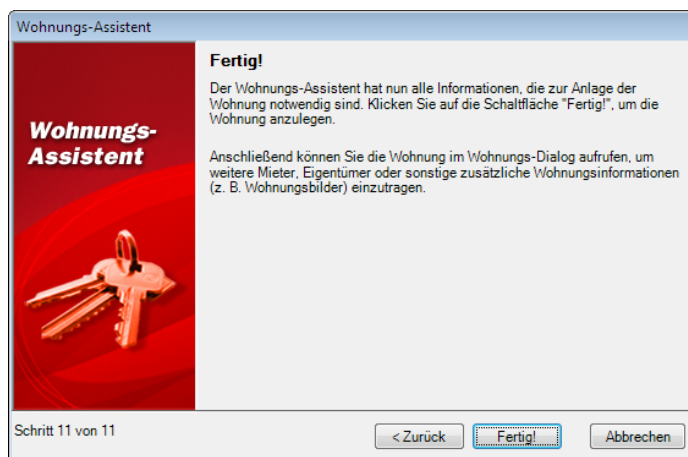 Wohnungs-Assistent
Fertig!
Der Wohnungs-Assistent hat nun alle Informationen, die zur Anlage der
Wohnung notwendig sind. Klicken Sie auf die Schaltfläche "Fertig!", um die
Wohnung anzulegen.
Anschließend können Sie die Wohnung im Wohnungs-Dialog aufrufen, um
weitere Mieter, Eigentümer oder sonstige zusätzliche Wohnungsinformationen
(z. B. Wohnungsbilder) einzutragen.
Wohnungs-
Assistent
Schritt 11 von 11
< Zurück
Fertig!
Abbrechen